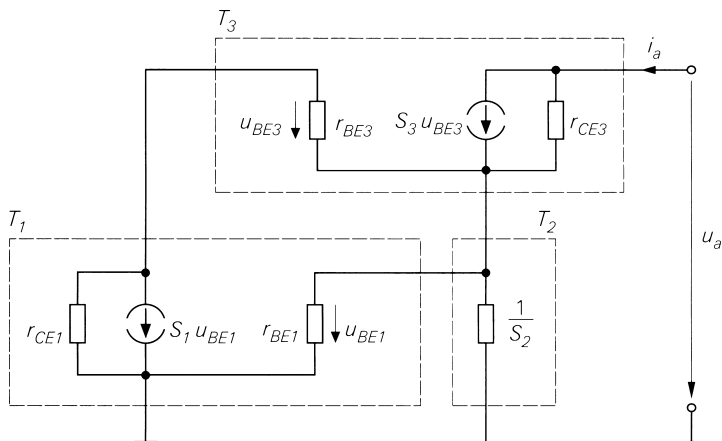 T3
ia
uBE3
rBE3
S3 uBE3
rCE3
T1
T2
ua
rCE1
S1 uBE1
rBE1
uBE1
1
S2